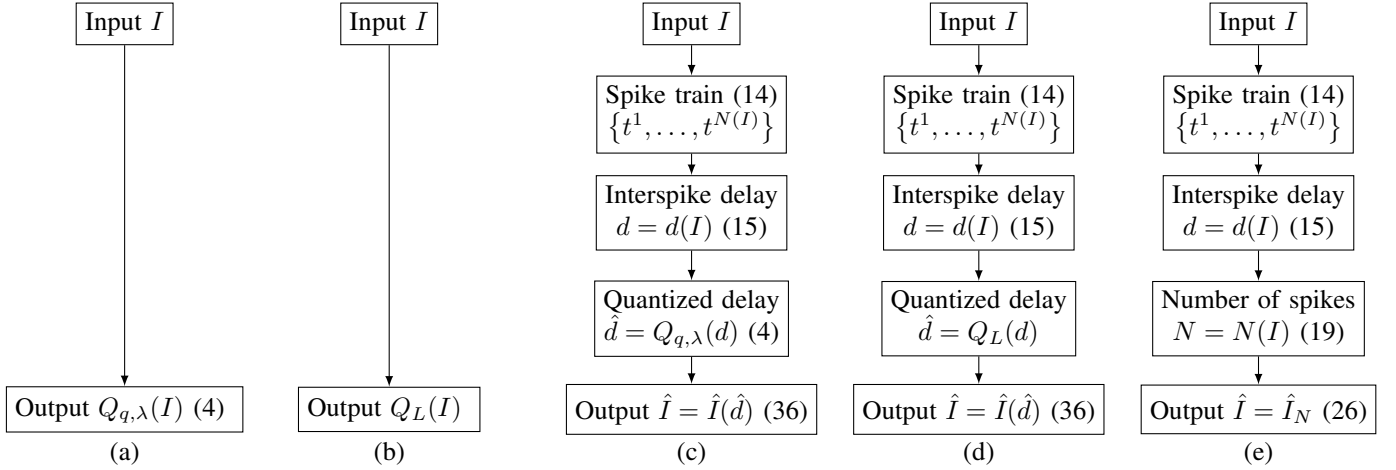 Input I
Output Q_{q,λ}(I) (4)
(a)
Input I
Output Q_L(I)
(b)
Input I
Spike train (14)
{t^1, . . . , t^{N(I)}}
Interspike delay
d = d(I) (15)
Quantized delay
d̂ = Q_{q,λ}(d) (4)
Output Î = Î(d̂) (36)
(c)
Input I
Spike train (14)
{t^1, . . . , t^{N(I)}}
Interspike delay
d = d(I) (15)
Quantized delay
d̂ = Q_L(d)
Output Î = Î(d̂) (36)
(d)
Input I
Spike train (14)
{t^1, . . . , t^{N(I)}}
Interspike delay
d = d(I) (15)
Number of spikes
N = N(I) (19)
Output Î = Î_N (26)
(e)